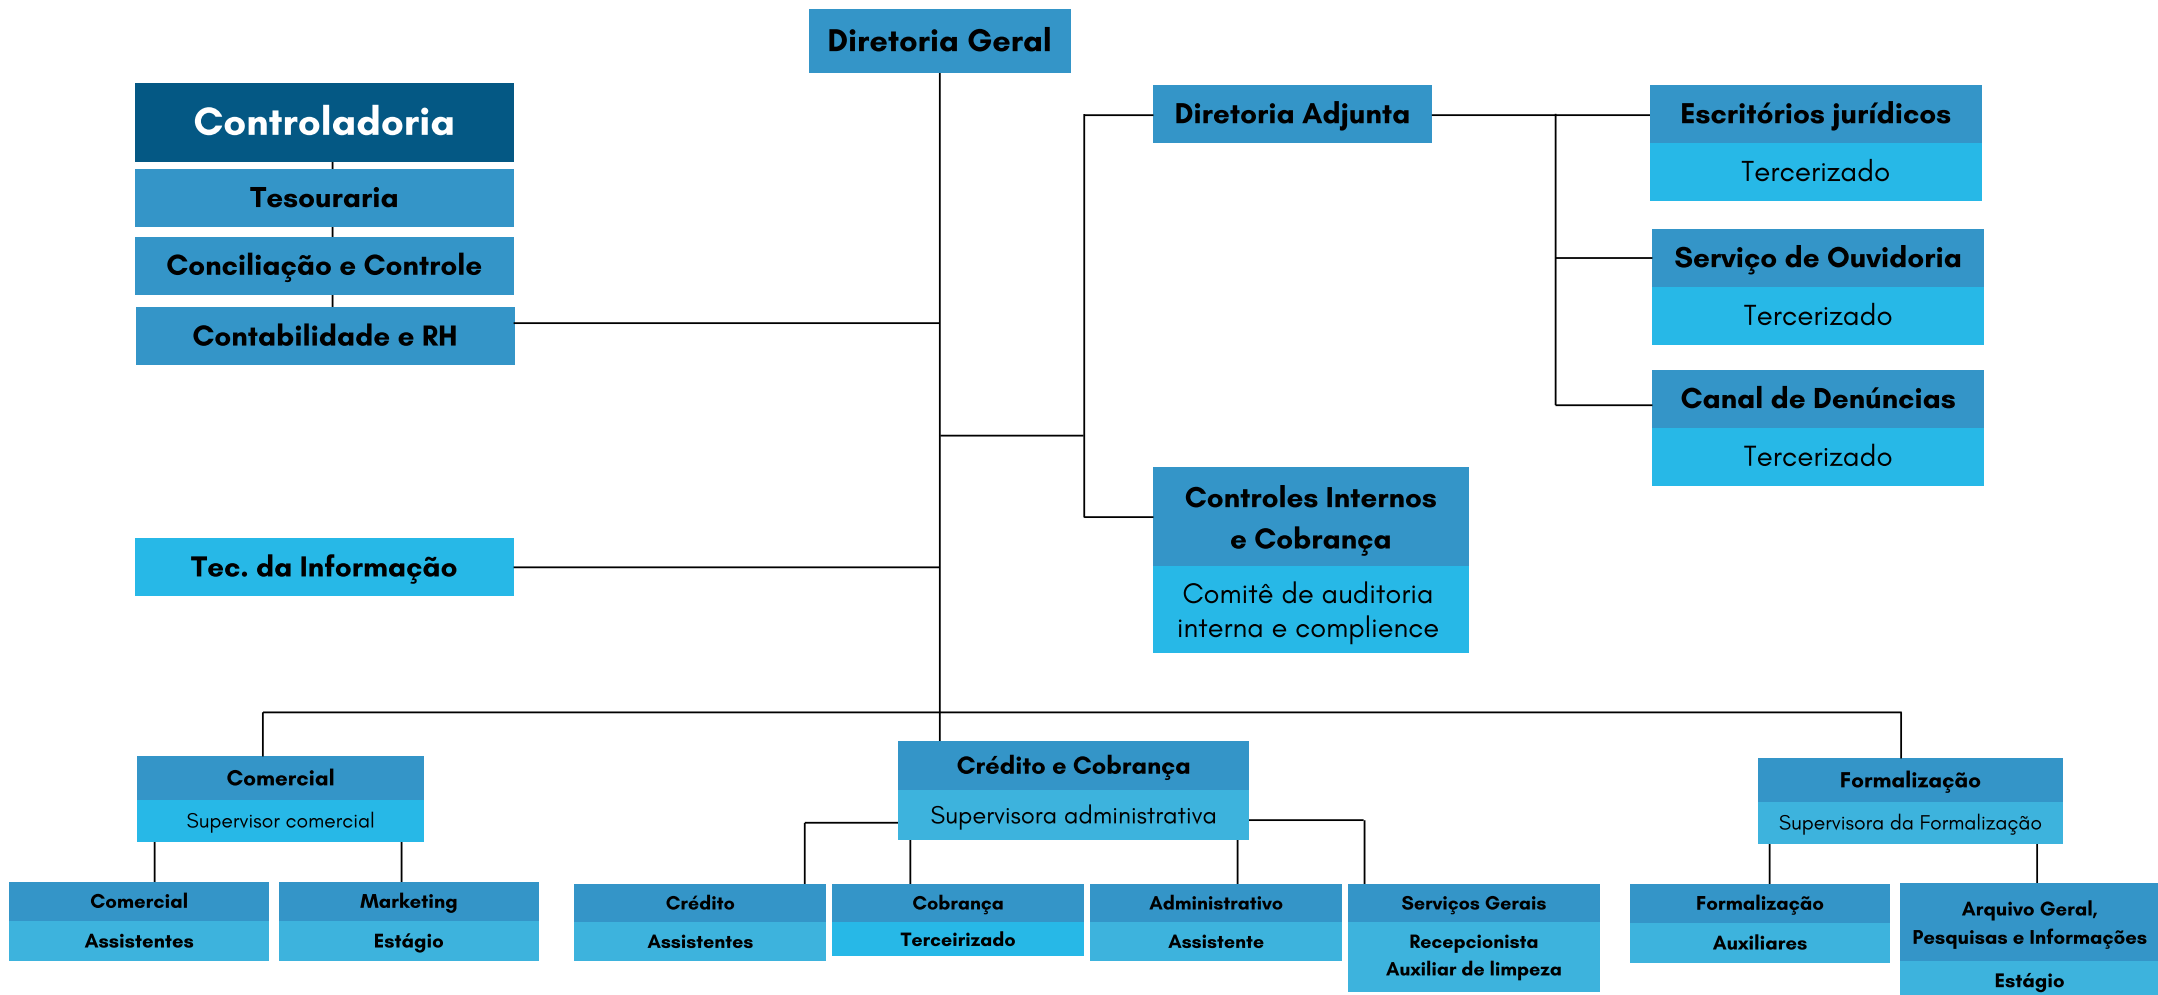 Diretoria Geral
Controladoria
Tesouraria
Conciliação e Controle
Contabilidade e RH
Diretoria Adjunta
Escritórios jurídicos
Tercerizado
Serviço de Ouvidoria
Tercerizado
Canal de Denúncias
Tercerizado
Controles Internos
e Cobrança
Comitê de auditoria
interna e complience
Tec. da Informação
Comercial
Supervisor comercial
Comercial
Assistentes
Marketing
Estágio
Crédito e Cobrança
Supervisora administrativa
Crédito
Assistentes
Cobrança
Terceirizado
Administrativo
Assistente
Serviços Gerais
Recepcionista
Auxiliar de limpeza
Formalização
Supervisora da Formalização
Formalização
Auxiliares
Arquivo Geral,
Pesquisas e Informações
Estágio